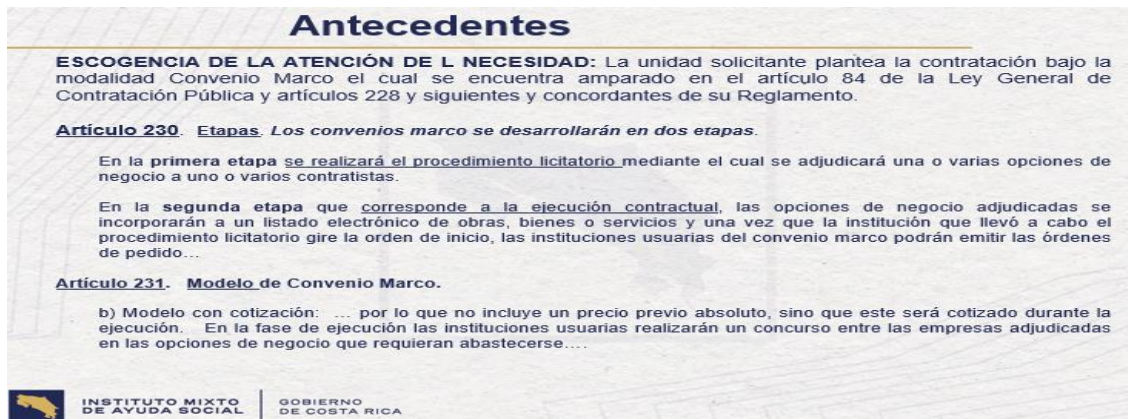 Antecedentes
ESCOGENCIA DE LA ATENCIÓN DE L NECESIDAD: La unidad solicitante plantea la contratación bajo la
modalidad Convenio Marco el cual se encuentra amparado en el artículo 84 de la Ley General de
Contratación Pública y artículos 228 y siguientes y concordantes de su Reglamento.
Artículo 230. Etapas. Los convenios marco se desarrollarán en dos etapas.
En la primera etapa se realizará el procedimiento licitatorio mediante el cual se adjudicará una o varias opciones de
negocio a uno o varios contratistas.
En la segunda etapa que corresponde a la ejecución contractual, las opciones de negocio adjudicadas se
incorporarán a un listado electrónico de obras, bienes o servicios y una vez que la institución que llevó a cabo el
procedimiento licitatorio gire la orden de inicio, las instituciones usuarias del convenio marco podrán emitir las órdenes
de pedido...
Artículo 231. Modelo de Convenio Marco.
b) Modelo con cotización: ... por lo que no incluye un precio previo absoluto, sino que este será cotizado durante la
ejecución. En la fase de ejecución las instituciones usuarias realizarán un concurso entre las empresas adjudicadas
en las opciones de negocio que requieran abastecerse....
INSTITUTO MIXTO
DE AYUDA SOCIAL
GOBIERNO
DE COSTA RICA